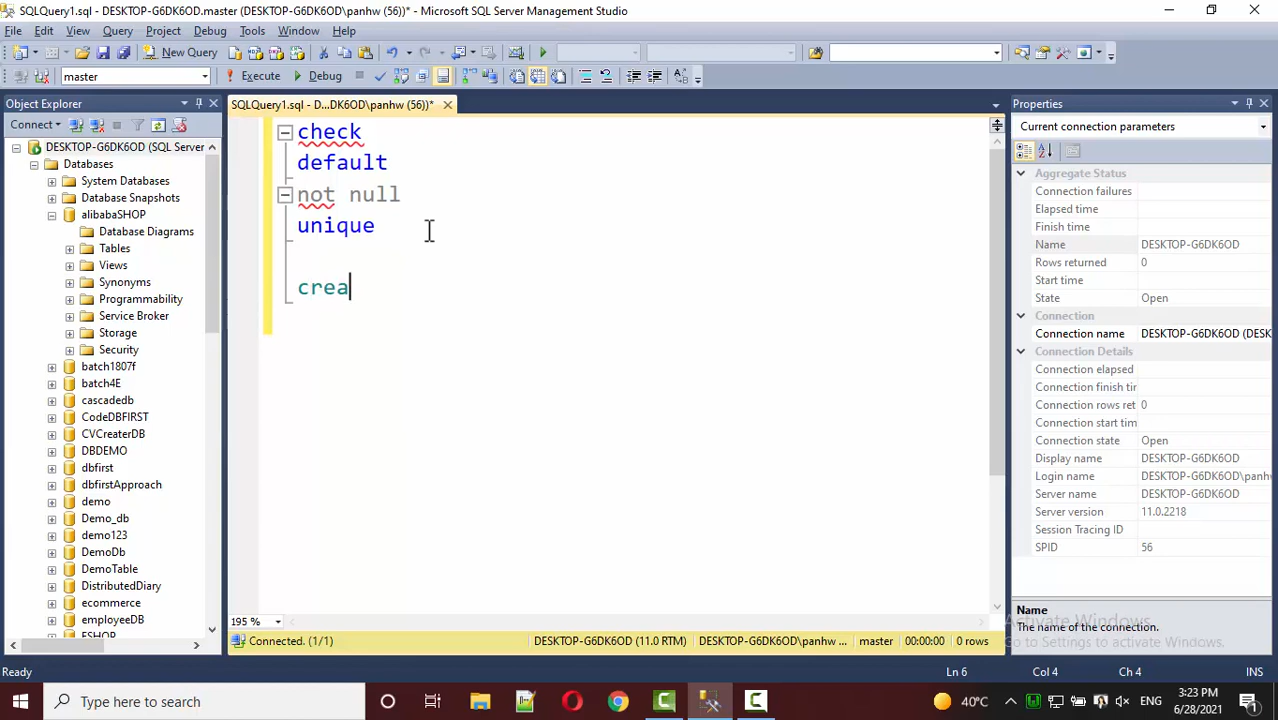 SQLQuery1.sql - DESKTOP-G6DK6OD.master (DESKTOP-G6DK6OD\panhw (56))* - Microsoft SQL Server Management Studio
File Edit View Query Project Debug Tools Window Help
New Query
master Execute Debug
Object Explorer
SQLQuery1.sql - D...DK6OD\panhw (56))*
Properties
Connect
Current connection parameters
DESKTOP-G6DK6OD (SQL Server
Databases
System Databases
Database Snapshots
alibabaSHOP
Database Diagrams
Tables
Views
Synonyms
Programmability
Service Broker
Storage
Security
batch1807f
batch4E
cascadedb
CodeDBFIRST
CVCreaterDB
DBDEMO
dbfirst
dbfirstApproach
demo
Demo_db
demo123
DemoDb
DemoTable
DistributedDiary
ecommerce
employeeDB
ESHOP
check
default
not null
unique
crea
195 %
Connected. (1/1) DESKTOP-G6DK6OD (11.0 RTM) DESKTOP-G6DK6OD\panhw ... master 00:00:00 0 rows
Aggregate Status
Connection failures
Elapsed time
Finish time
Name DESKTOP-G6DK6OD
Rows returned 0
Start time
State Open
Connection
Connection name DESKTOP-G6DK6OD (DESK
Connection Details
Connection elapsed
Connection finish tir
Connection rows ret 0
Connection start tim
Connection state Open
Display name DESKTOP-G6DK6OD
Login name DESKTOP-G6DK6OD\panhw
Server name DESKTOP-G6DK6OD
Server version 11.0.2218
Session Tracing ID
SPID 56
Name
The name of the connection.
Activate Windows
Go to Settings to activate Windows.
Ready Ln 6 Col 4 Ch 4 INS
Type here to search
40°C ENG 3:23 PM
6/28/2021